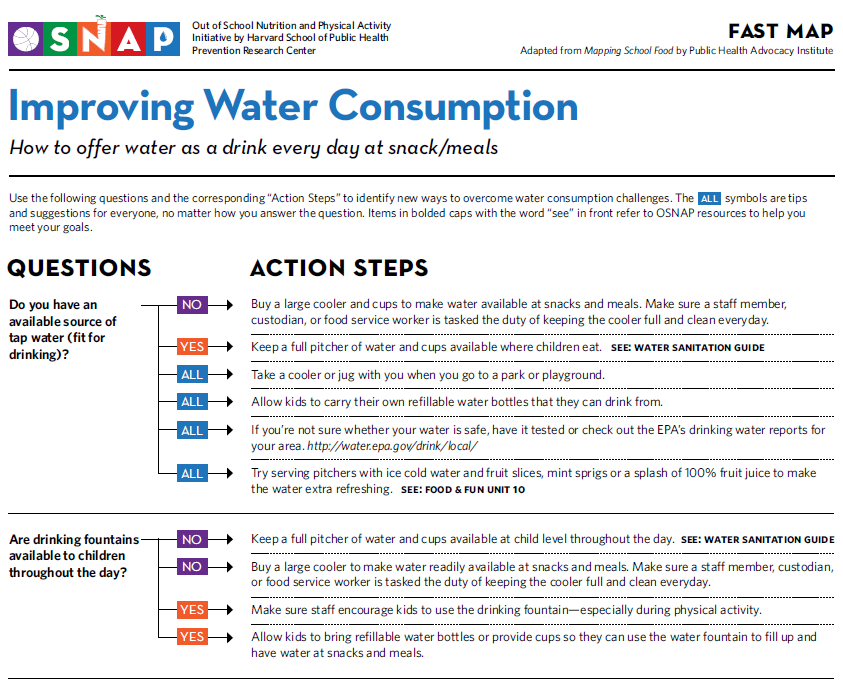 OSNAP
Out of School Nutrition and Physical Activity
Initiative by Harvard School of Public Health
Prevention Research Center
FAST MAP
Adapted from Mapping School Food by Public Health Advocacy Institute
Improving Water Consumption
How to offer water as a drink every day at snack/meals
Use the following questions and the corresponding “Action Steps” to identify new ways to overcome water consumption challenges. The ALL symbols are tips
and suggestions for everyone, no matter how you answer the question. Items in bolded caps with the word “see” in front refer to OSNAP resources to help you
meet your goals.
QUESTIONS
ACTION STEPS
Do you have an
available source of
tap water (fit for
drinking)?
NO
Buy a large cooler and cups to make water available at snacks and meals. Make sure a staff member,
custodian, or food service worker is tasked the duty of keeping the cooler full and clean everyday.
YES
Keep a full pitcher of water and cups available where children eat. SEE: WATER SANITATION GUIDE
ALL
Take a cooler or jug with you when you go to a park or playground.
ALL
Allow kids to carry their own refillable water bottles that they can drink from.
ALL
If you’re not sure whether your water is safe, have it tested or check out the EPA’s drinking water reports for
your area. http://water.epa.gov/drink/local/
ALL
Try serving pitchers with ice cold water and fruit slices, mint sprigs or a splash of 100% fruit juice to make
the water extra refreshing. SEE: FOOD & FUN UNIT 10
Are drinking fountains
available to children
throughout the day?
NO
Keep a full pitcher of water and cups available at child level throughout the day. SEE: WATER SANITATION GUIDE
NO
Buy a large cooler to make water readily available at snacks and meals. Make sure a staff member, custodian,
or food service worker is tasked the duty of keeping the cooler full and clean everyday.
YES
Make sure staff encourage kids to use the drinking fountain—especially during physical activity.
YES
Allow kids to bring refillable water bottles or provide cups so they can use the water fountain to fill up and
have water at snacks and meals.